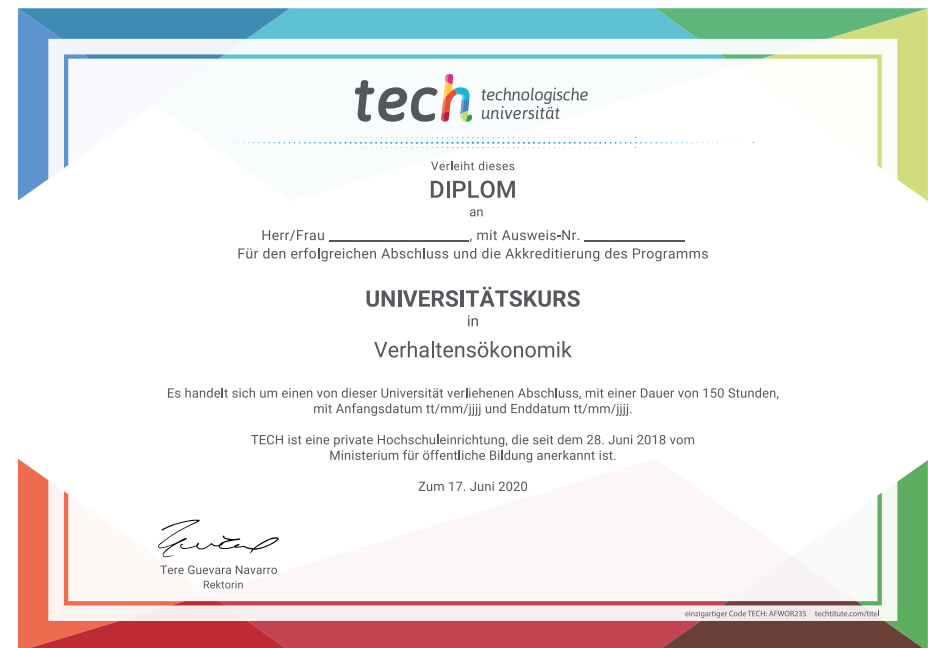 tech technologische
universität
Verleiht dieses
DIPLOM
an
Herr/Frau ____________________, mit Ausweis-Nr. ______________
Für den erfolgreichen Abschluss und die Akkreditierung des Programms
UNIVERSITÄTSKURS
in
Verhaltensökonomik
Es handelt sich um einen von dieser Universität verliehenen Abschluss, mit einer Dauer von 150 Stunden,
mit Anfangsdatum tt/mm/jjjj und Enddatum tt/mm/jjjj.
TECH ist eine private Hochschuleinrichtung, die seit dem 28. Juni 2018 vom
Ministerium für öffentliche Bildung anerkannt ist.
Zum 17. Juni 2020
Tere Guevara Navarro
Rektorin
einzigartiger Code TECH: AFWOR23S techtitute.com/titel